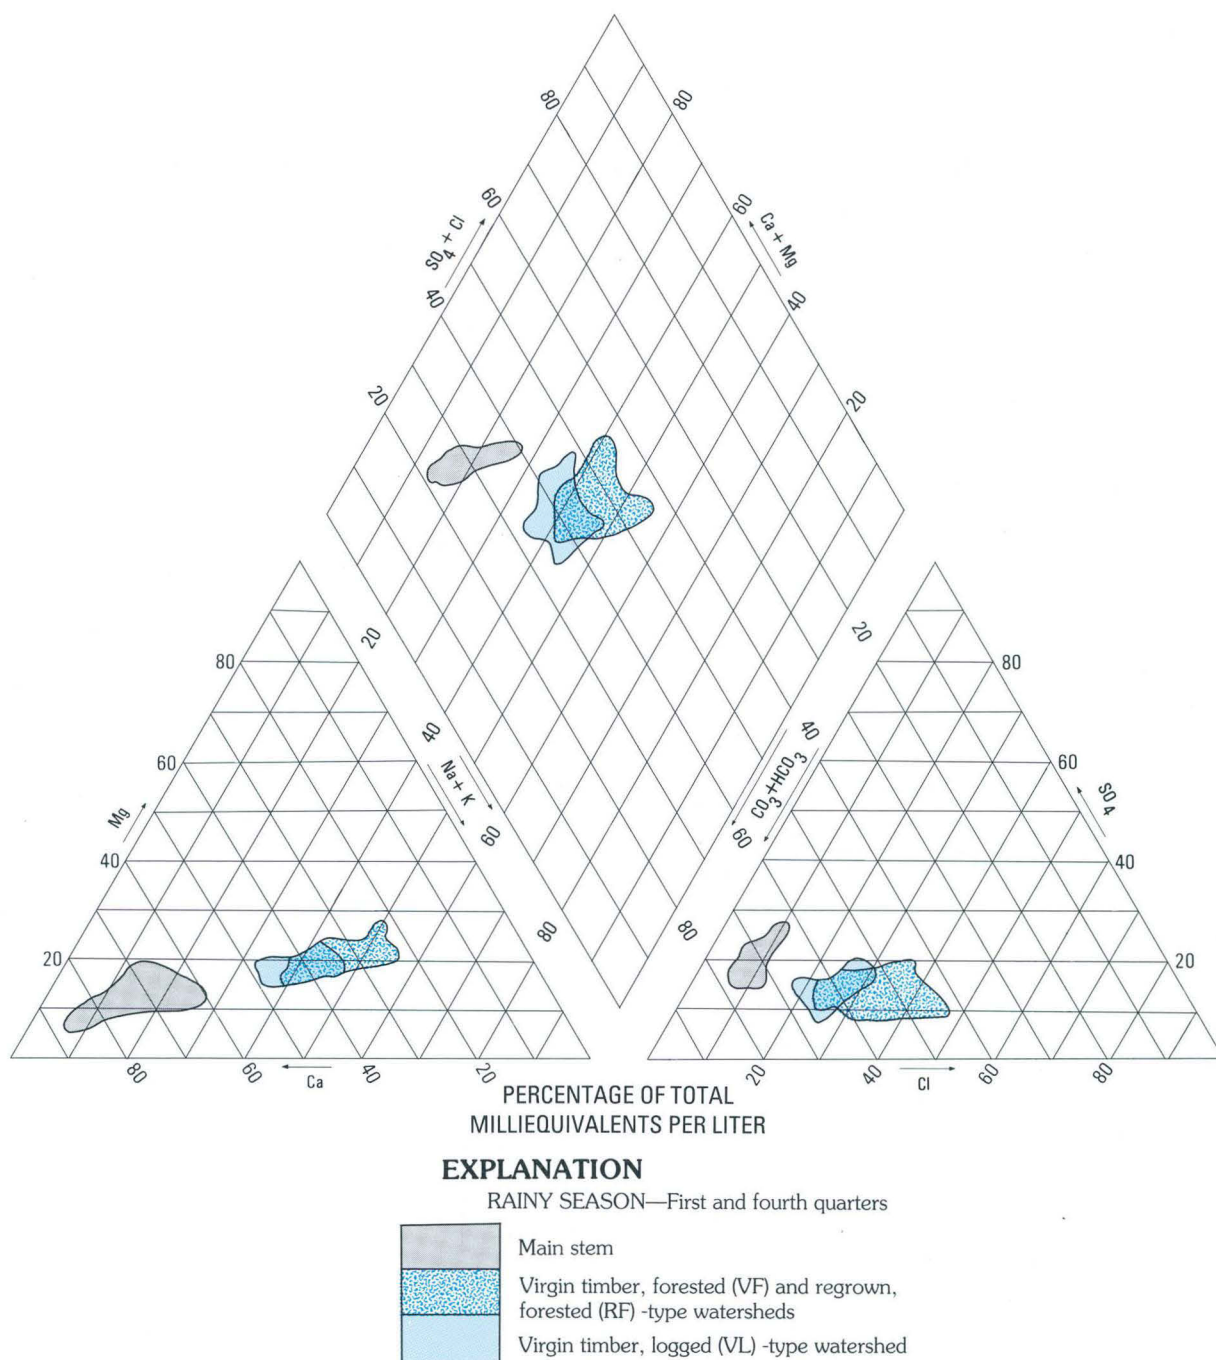 80
80
60
60
SO4 + Cl
Ca + Mg
40
40
20
20
20
20
80
80
40
40
60
Na + K
CO3+HCO3
60
Mg
SO4
60
60
40
40
80
80
20
20
80
60
Ca
40
20
20
40
Cl
60
80
PERCENTAGE OF TOTAL
MILLIEQUIVALENTS PER LITER
EXPLANATION
RAINY SEASON—First and fourth quarters
Main stem
Virgin timber, forested (VF) and regrown,
forested (RF) -type watersheds
Virgin timber, logged (VL) -type watershed